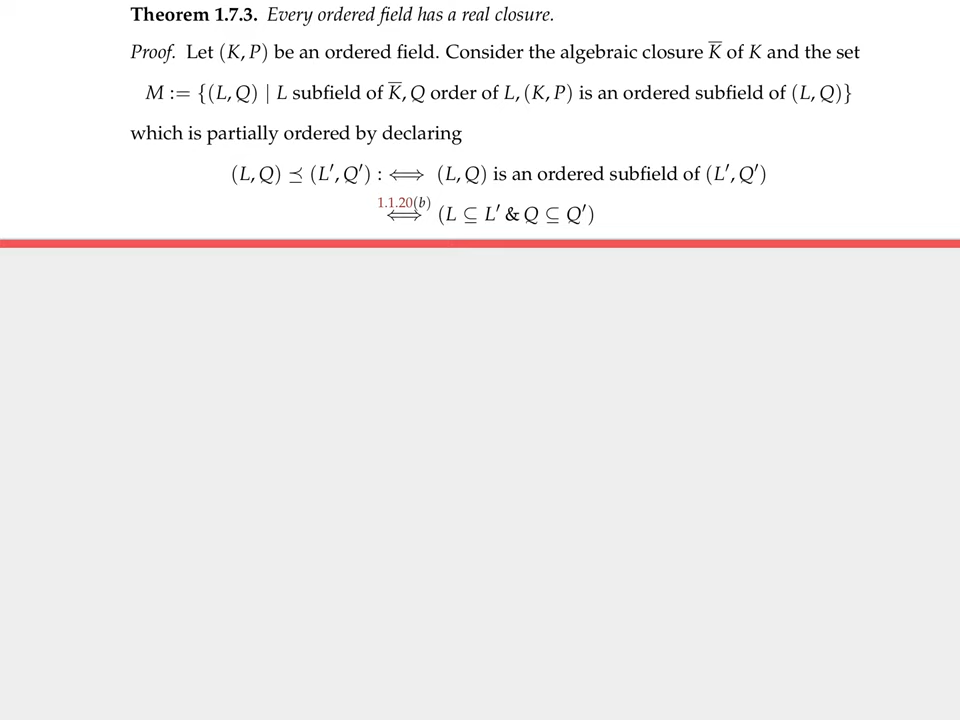 Theorem 1.7.3. Every ordered field has a real closure.
Proof. Let (K, P) be an ordered field. Consider the algebraic closure K̅ of K and the set
M := {(L, Q) | L subfield of K̅, Q order of L, (K, P) is an ordered subfield of (L, Q)}
which is partially ordered by declaring
(L, Q) ⪯ (L′, Q′) : ⟺ (L, Q) is an ordered subfield of (L′, Q′)
1.1.20(b)
⟺ (L ⊆ L′ & Q ⊆ Q′)